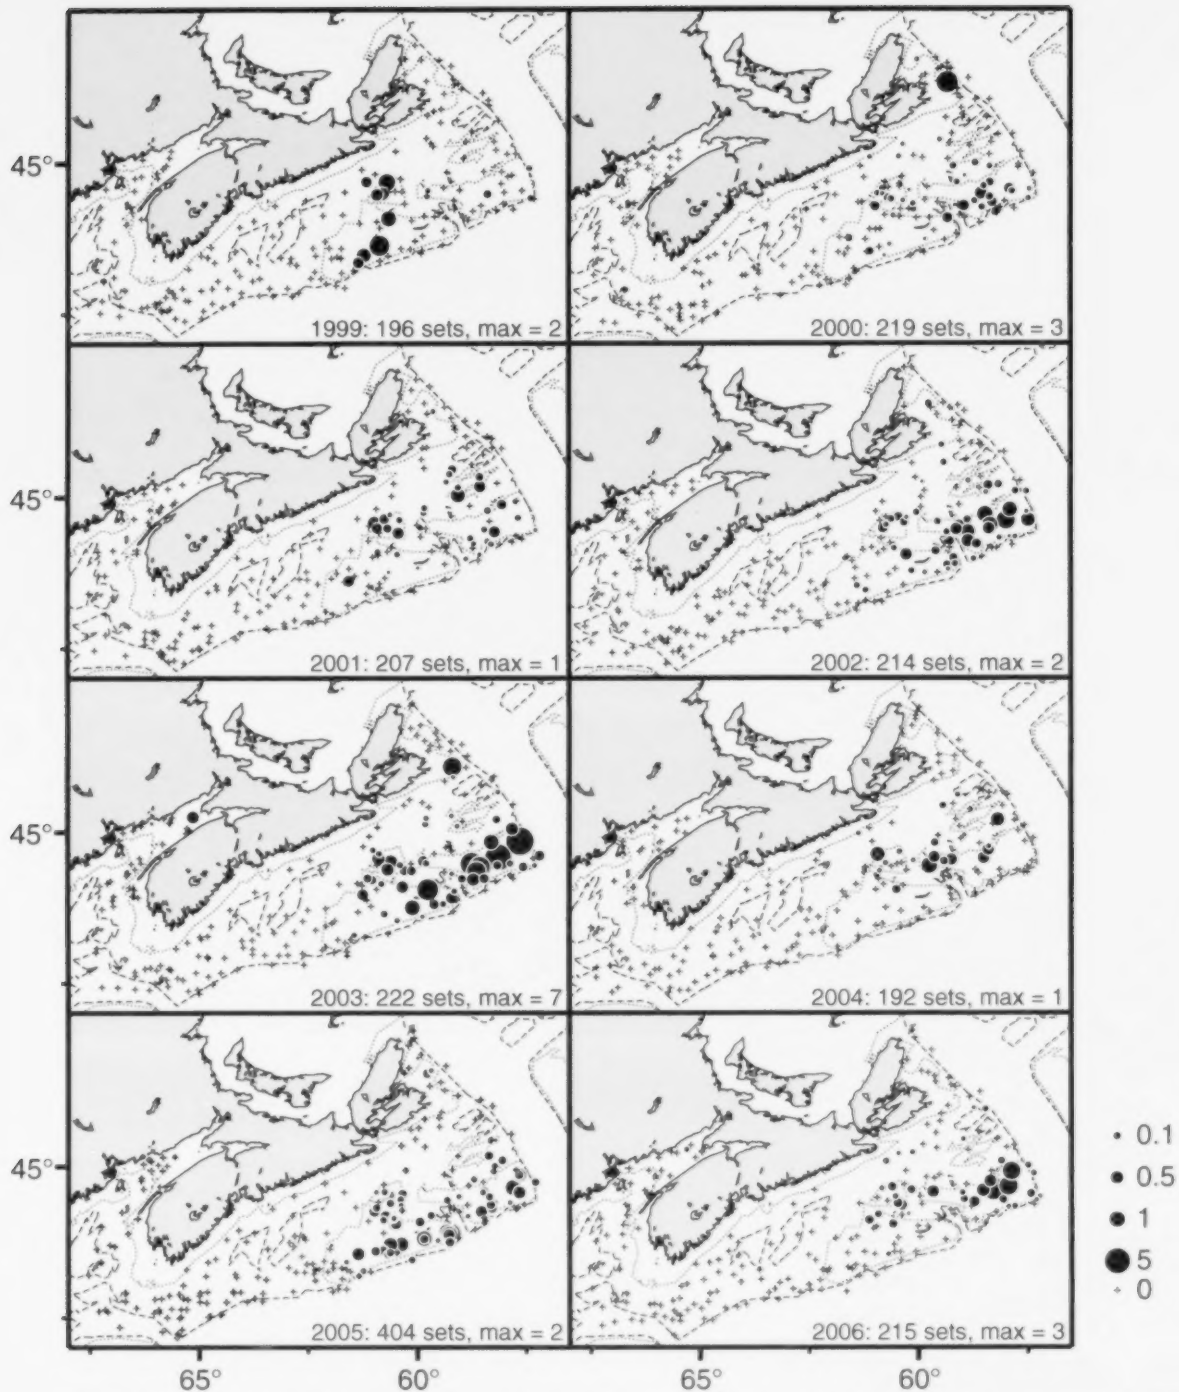 45°
1999: 196 sets, max = 2
2000: 219 sets, max = 3
45°
2001: 207 sets, max = 1
2002: 214 sets, max = 2
45°
2003: 222 sets, max = 7
2004: 192 sets, max = 1
45°
2005: 404 sets, max = 2
2006: 215 sets, max = 3
0.1
0.5
1
5
0
65°
60°
65°
60°